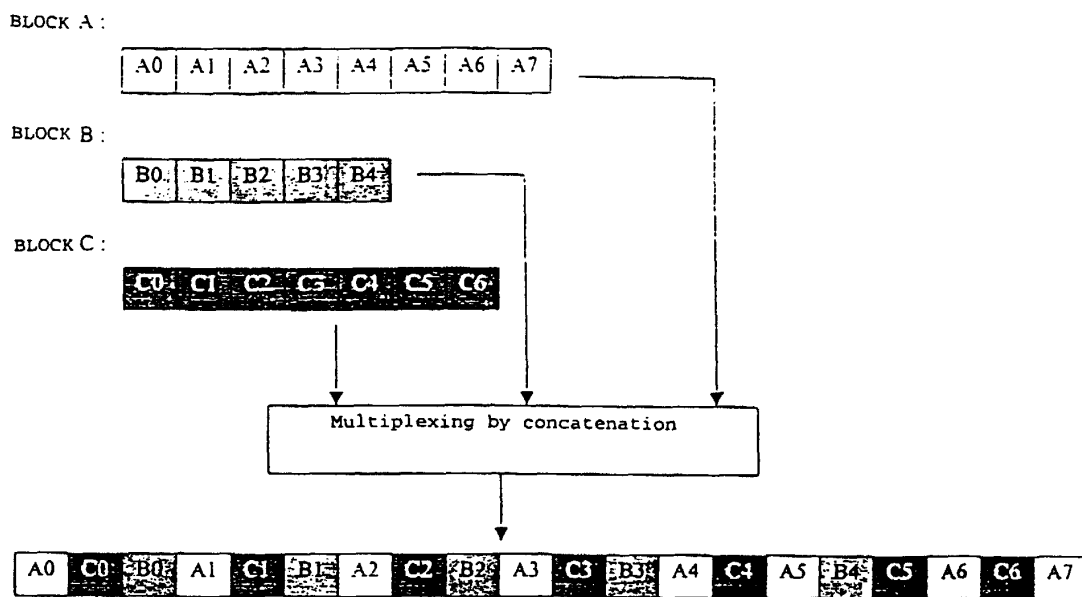 BLOCK A :
A0 A1 A2 A3 A4 A5 A6 A7
BLOCK B :
B0 B1 B2 B3 B4
BLOCK C :
C0 C1 C2 C3 C4 C5 C6
Multiplexing by concatenation
A0 C0 B0 A1 C1 B1 A2 C2 B2 A3 C3 B3 A4 C4 A5 B4 C5 A6 C6 A7